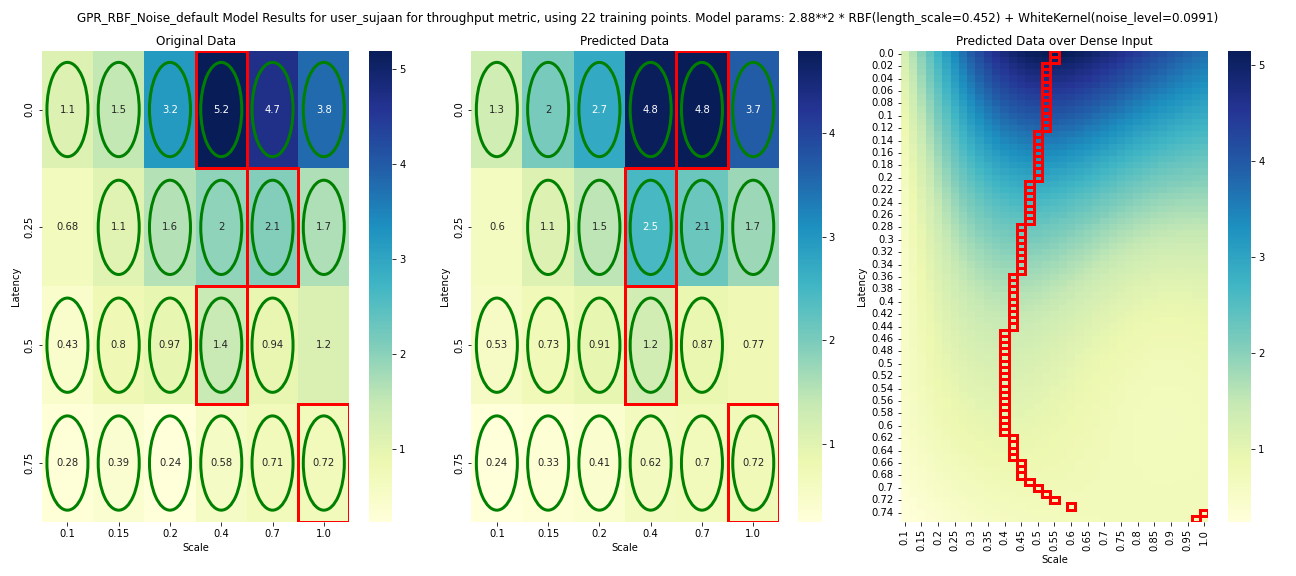 GPR_RBF_Noise_default Model Results for user_sujaan for throughput metric, using 22 training points. Model params: 2.88**2 * RBF(length_scale=0.452) + WhiteKernel(noise_level=0.0991)
Original Data
0.0 1.1 1.5 3.2 5.2 4.7 3.8
0.25 0.68 1.1 1.6 2 2.1 1.7
0.5 0.43 0.8 0.97 1.4 0.94 1.2
0.75 0.28 0.39 0.24 0.58 0.71 0.72
0.1 0.15 0.2 0.4 0.7 1.0
Latency
Scale
5
4
3
2
1
Predicted Data
0.0 1.3 2 2.7 4.8 4.8 3.7
0.25 0.6 1.1 1.5 2.5 2.1 1.7
0.5 0.53 0.73 0.91 1.2 0.87 0.77
0.75 0.24 0.33 0.41 0.62 0.7 0.72
0.1 0.15 0.2 0.4 0.7 1.0
Latency
Scale
4
3
2
1
Predicted Data over Dense Input
0.0
0.02
0.04
0.06
0.08
0.1
0.12
0.14
0.16
0.18
0.2
0.22
0.24
0.26
0.28
0.3
0.32
0.34
0.36
0.38
0.4
0.42
0.44
0.46
0.48
0.5
0.52
0.54
0.56
0.58
0.6
0.62
0.64
0.66
0.68
0.7
0.72
0.74
Latency
0.1 0.15 0.2 0.25 0.3 0.35 0.4 0.45 0.5 0.55 0.6 0.65 0.7 0.75 0.8 0.85 0.9 0.95 1.0
Scale
5
4
3
2
1